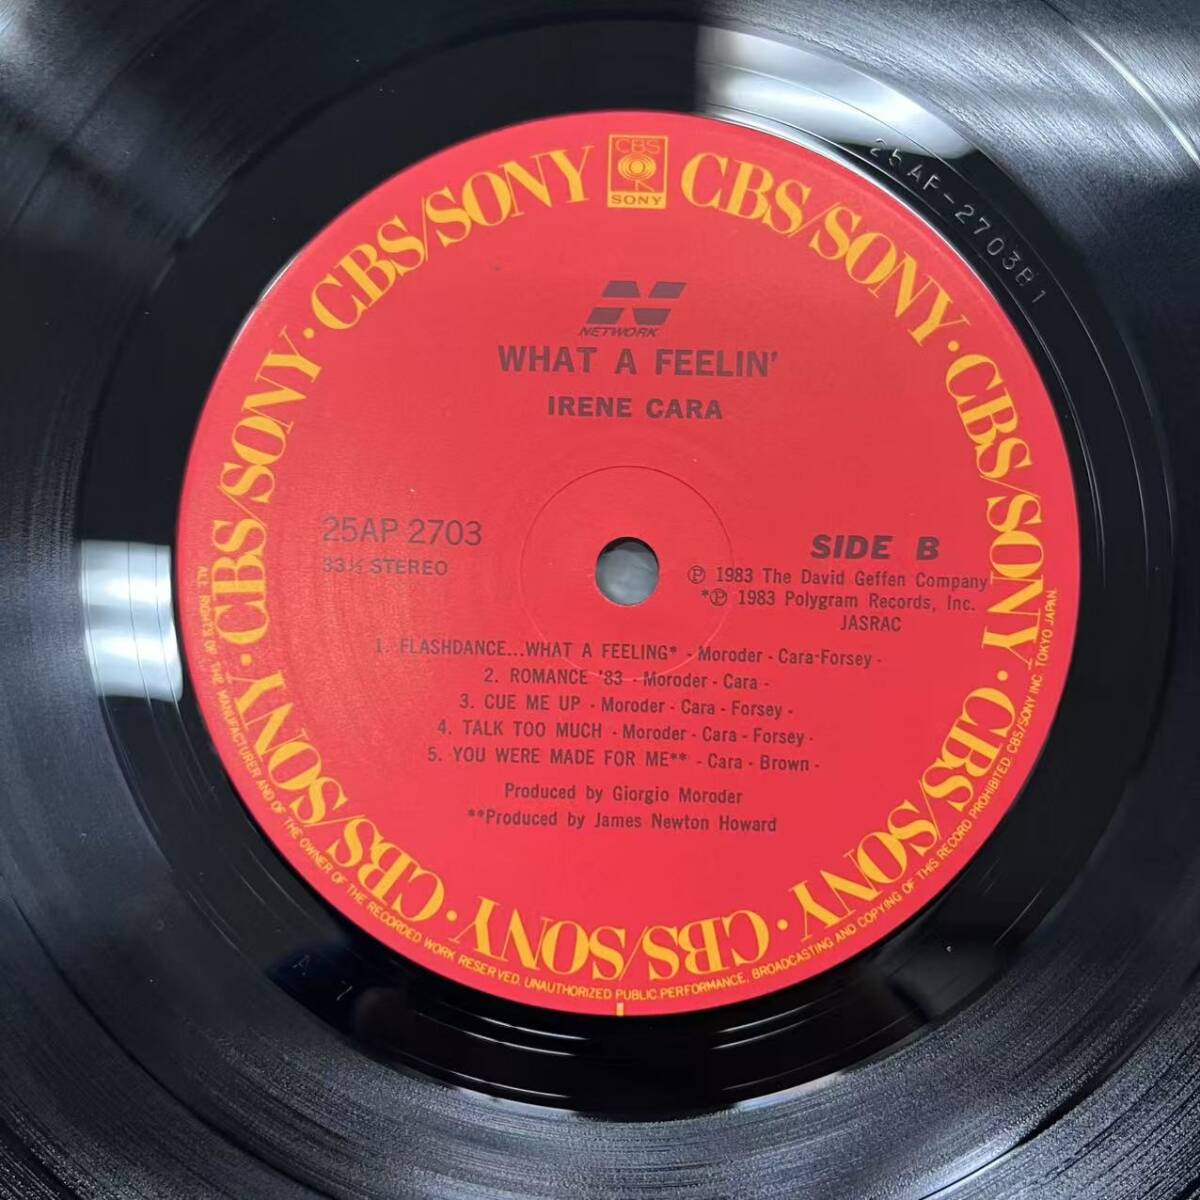 CBS
SONY
CBS/SONY · CBS/SONY · CBS/SONY · CBS/SONY · CBS/SONY · CBS/SONY · CBS/SONY · CBS/SONY · CBS/SONY · CBS/SONY
25AP-2703B1
NETWORK
WHAT A FEELIN'
IRENE CARA
25AP 2703
33⅓ STEREO
SIDE B
Ⓟ 1983 The David Geffen Company
*Ⓟ 1983 Polygram Records, Inc.
JASRAC
1. FLASHDANCE...WHAT A FEELING* - Moroder - Cara-Forsey -
2. ROMANCE '83 - Moroder - Cara -
3. CUE ME UP - Moroder - Cara - Forsey -
4. TALK TOO MUCH - Moroder - Cara - Forsey -
5. YOU WERE MADE FOR ME** - Cara - Brown -
Produced by Giorgio Moroder
**Produced by James Newton Howard
ALL RIGHTS OF THE MANUFACTURER AND OF THE OWNER OF THE RECORDED WORK RESERVED. UNAUTHORIZED PUBLIC PERFORMANCE, BROADCASTING AND COPYING OF THIS RECORD PROHIBITED. CBS/SONY INC. TOKYO JAPAN.